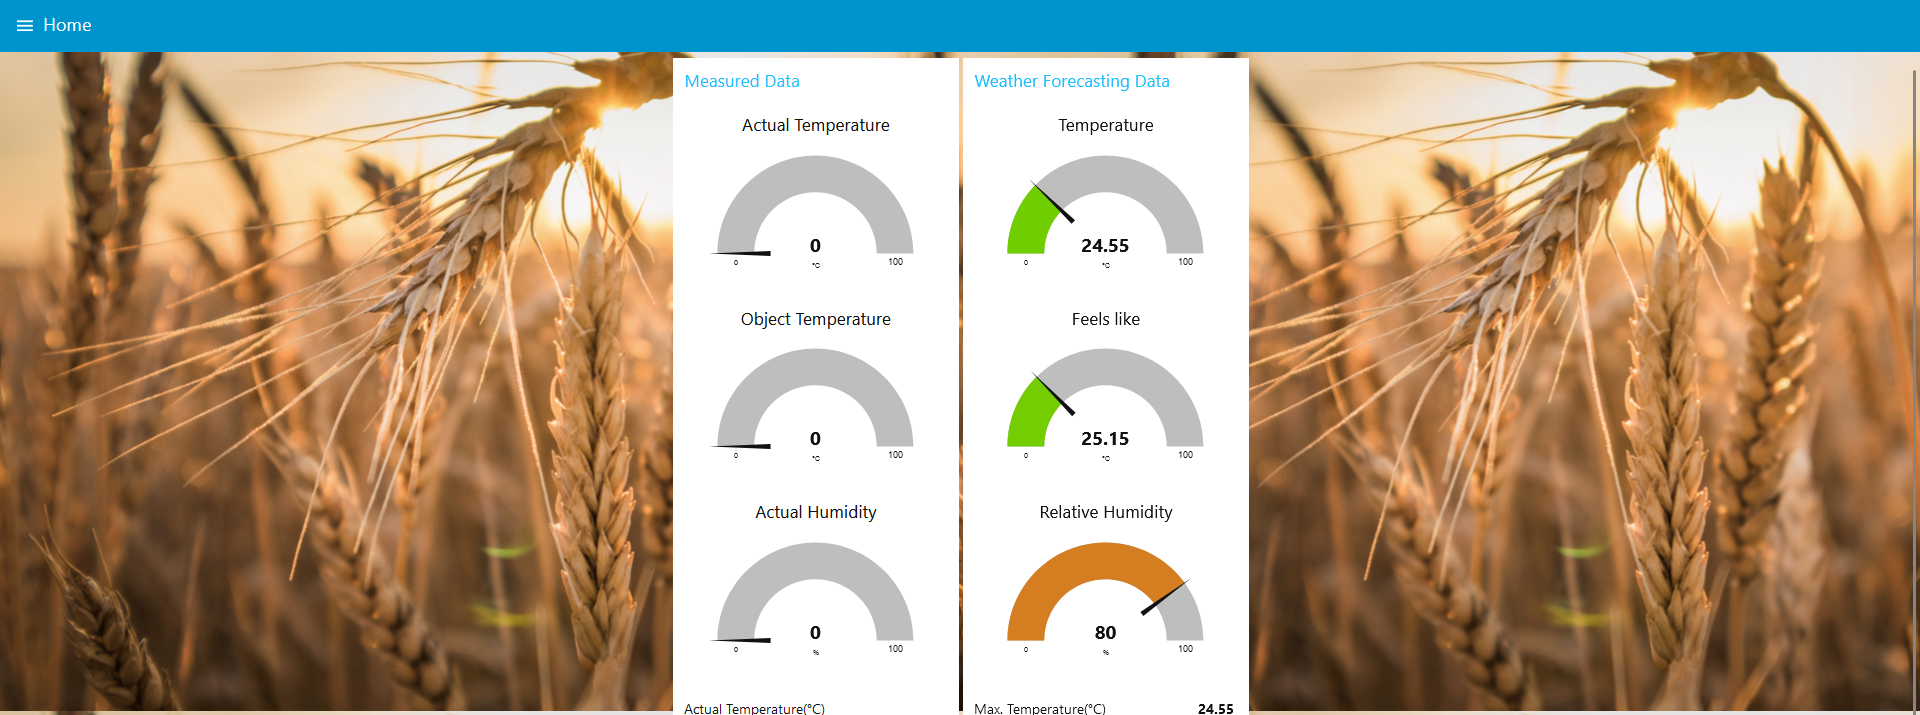 Home
Measured Data
Actual Temperature
0
0 100
°C
Object Temperature
0
0 100
°C
Actual Humidity
0
0 100
%
Actual Temperature(°C)
Weather Forecasting Data
Temperature
24.55
0 100
°C
Feels like
25.15
0 100
°C
Relative Humidity
80
0 100
%
Max. Temperature(°C) 24.55